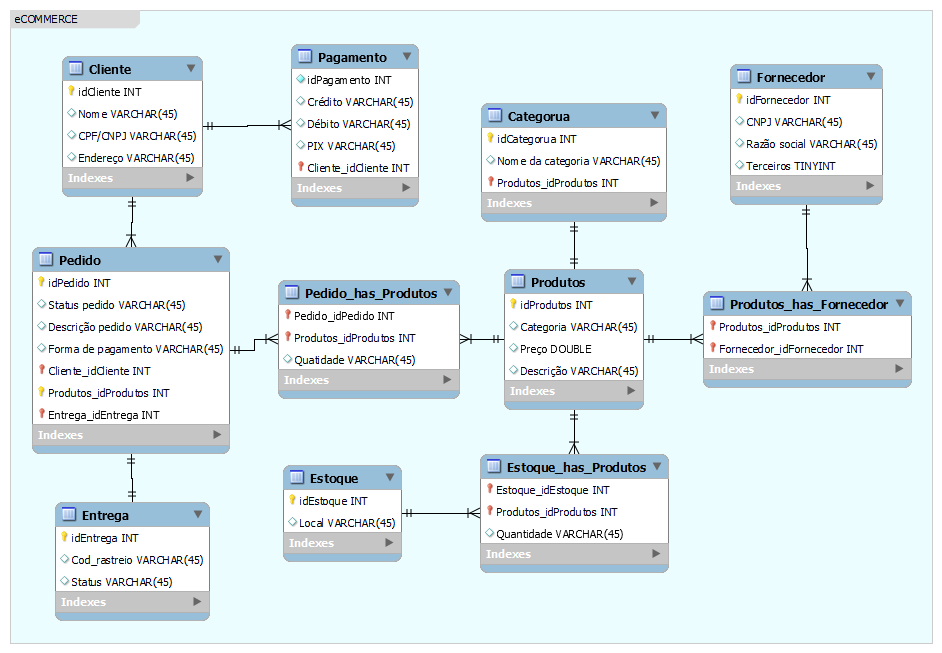 eCOMMERCE
Cliente
idCliente INT
Nome VARCHAR(45)
CPF/CNPJ VARCHAR(45)
Endereço VARCHAR(45)
Indexes
Pagamento
idPagamento INT
Crédito VARCHAR(45)
Débito VARCHAR(45)
PIX VARCHAR(45)
Cliente_idCliente INT
Indexes
Categorua
idCategorua INT
Nome da categoria VARCHAR(45)
Produtos_idProdutos INT
Indexes
Fornecedor
idFornecedor INT
CNPJ VARCHAR(45)
Razão social VARCHAR(45)
Terceiros TINYINT
Indexes
Pedido
idPedido INT
Status pedido VARCHAR(45)
Descrição pedido VARCHAR(45)
Forma de pagamento VARCHAR(45)
Cliente_idCliente INT
Produtos_idProdutos INT
Entrega_idEntrega INT
Indexes
Pedido_has_Produtos
Pedido_idPedido INT
Produtos_idProdutos INT
Quatidade VARCHAR(45)
Indexes
Produtos
idProdutos INT
Categoria VARCHAR(45)
Preço DOUBLE
Descrição VARCHAR(45)
Indexes
Produtos_has_Fornecedor
Produtos_idProdutos INT
Fornecedor_idFornecedor INT
Indexes
Entrega
idEntrega INT
Cod_rastreio VARCHAR(45)
Status VARCHAR(45)
Indexes
Estoque
idEstoque INT
Local VARCHAR(45)
Indexes
Estoque_has_Produtos
Estoque_idEstoque INT
Produtos_idProdutos INT
Quantidade VARCHAR(45)
Indexes